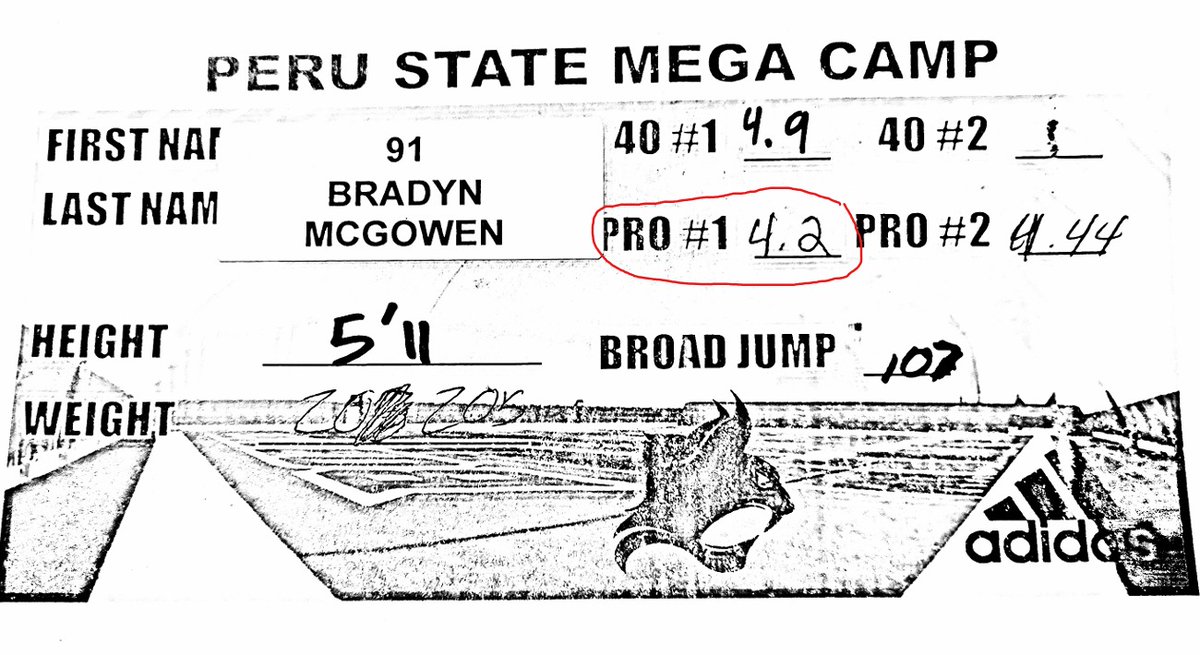 PERU STATE MEGA CAMP
FIRST NAM
91
BRADYN
MCGOWEN
LAST NAM
40 #1 4.9 40 #2
PRO #1 4.2 PRO #2 4.44
HEIGHT 5'11
BROAD JUMP 107
WEIGHT 205
adidas